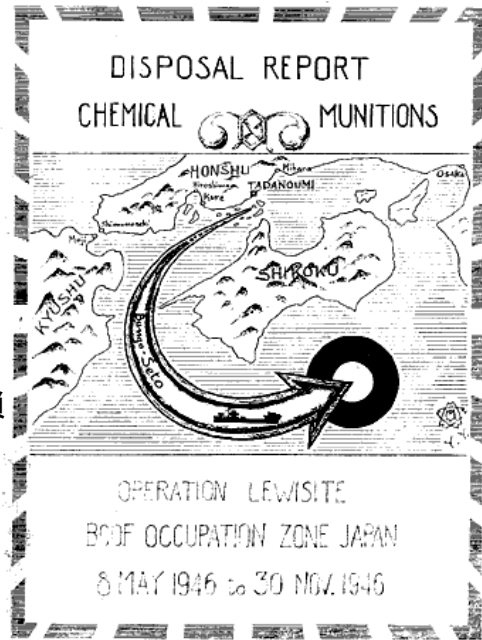 DISPOSAL REPORT
CHEMICAL MUNITIONS
HONSHU
Mihara
Osaka
Hiroshima
TADANOUMI
Kure
Shimonoseki
Moji
KYUSHU
SHIKOKU
Bungo-Seto
OPERATION LEWISITE
BCOF OCCUPATION ZONE JAPAN
8 MAY 1946 to 30 NOV. 1946